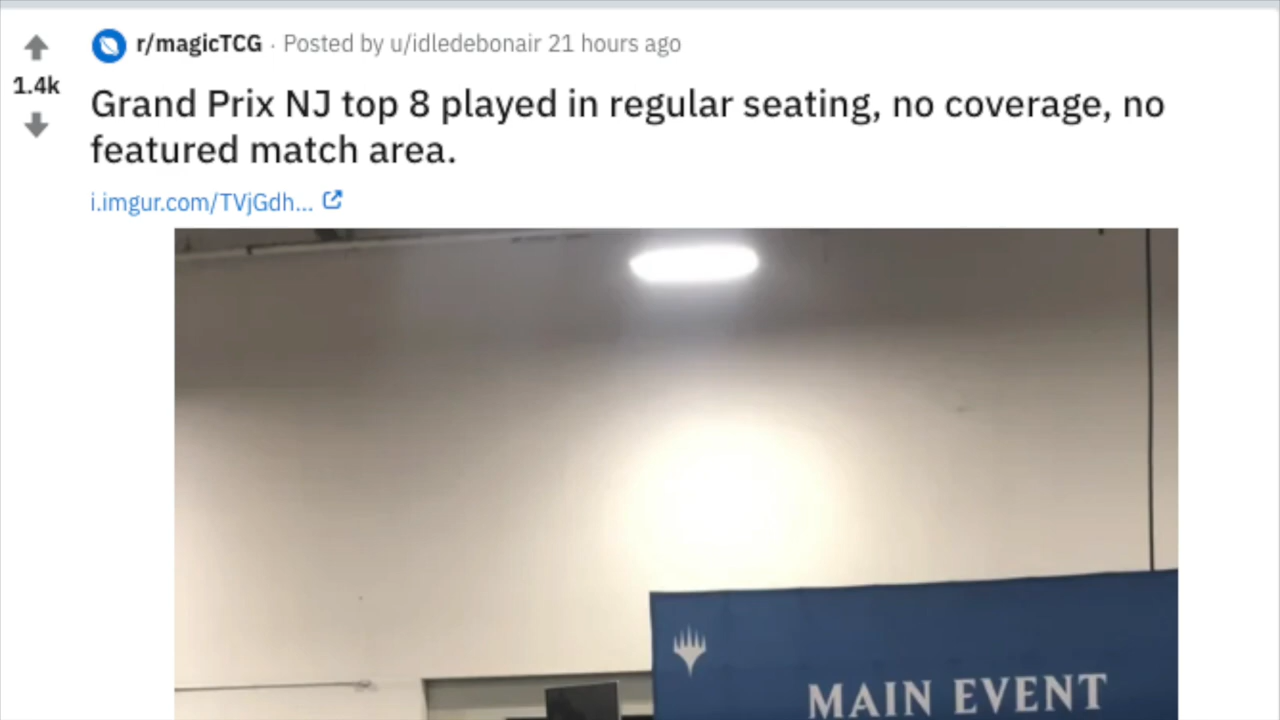 r/magicTCG · Posted by u/idledebonair 21 hours ago
1.4k
Grand Prix NJ top 8 played in regular seating, no coverage, no
featured match area.
i.imgur.com/TVjGdh...
MAIN EVENT